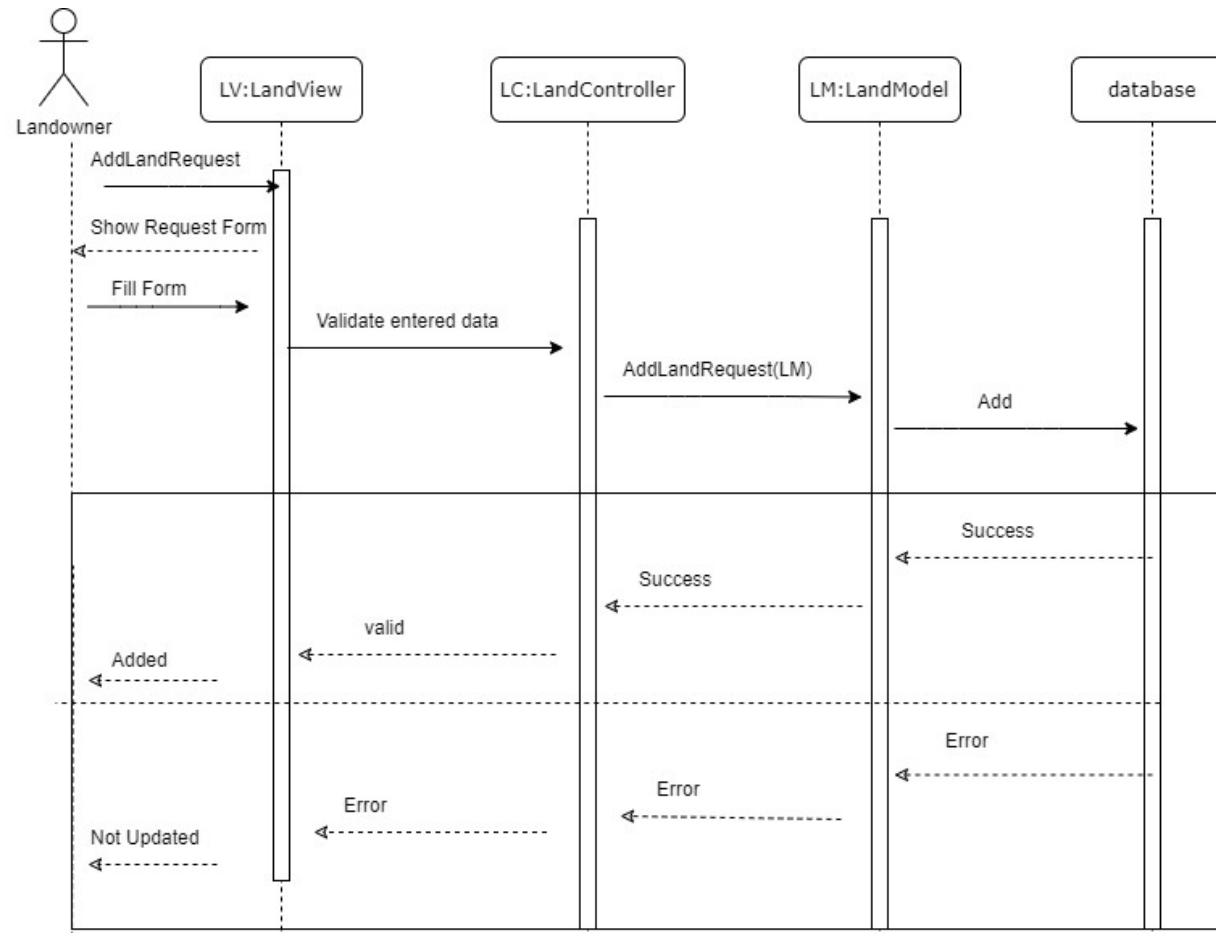 Landowner
LV:LandView
LC:LandController
LM:LandModel
database
AddLandRequest
Show Request Form
Fill Form
Validate entered data
AddLandRequest(LM)
Add
Success
Success
valid
Added
Error
Error
Error
Not Updated